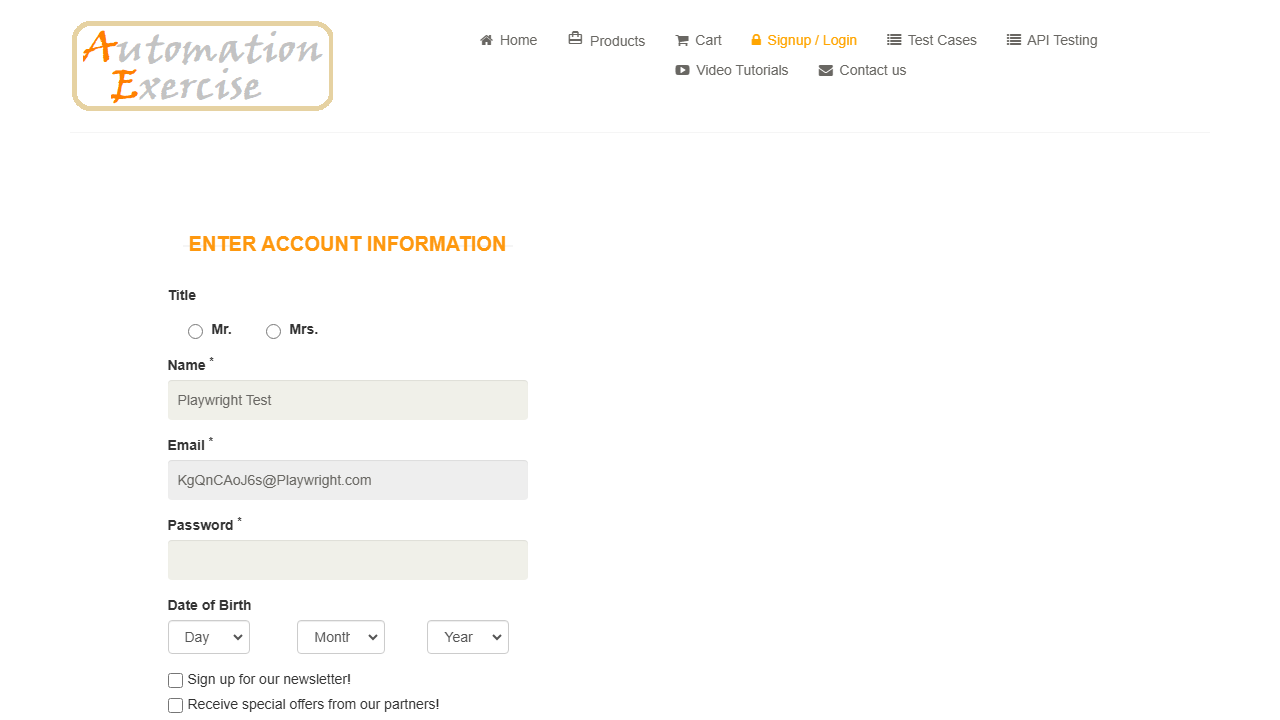 Automation
Exercise
Home
Products
Cart
Signup / Login
Test Cases
API Testing
Video Tutorials
Contact us
ENTER ACCOUNT INFORMATION
Title
Mr.
Mrs.
Name *
Playwright Test
Email *
KgQnCAoJ6s@Playwright.com
Password *
Date of Birth
Day
Month
Year
Sign up for our newsletter!
Receive special offers from our partners!